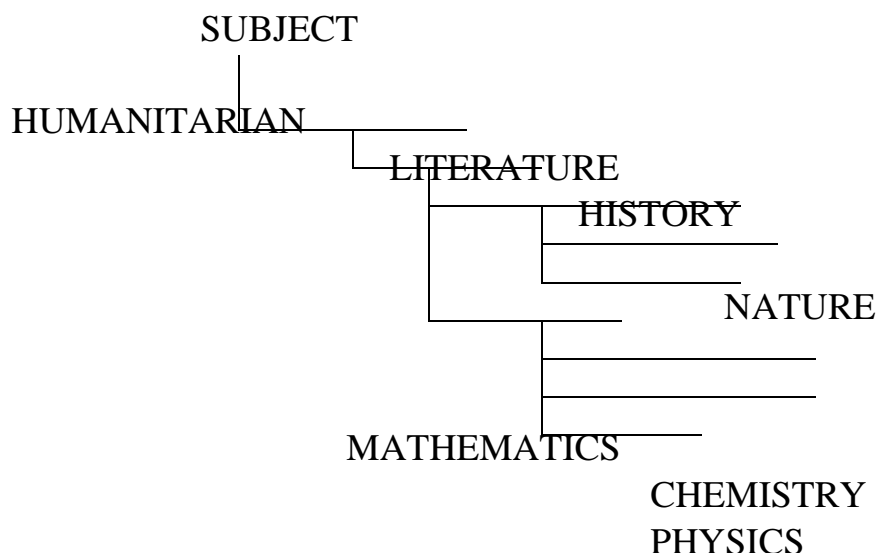 SUBJECT
HUMANITARIAN
LITERATURE
HISTORY
NATURE
MATHEMATICS
CHEMISTRY
PHYSICS